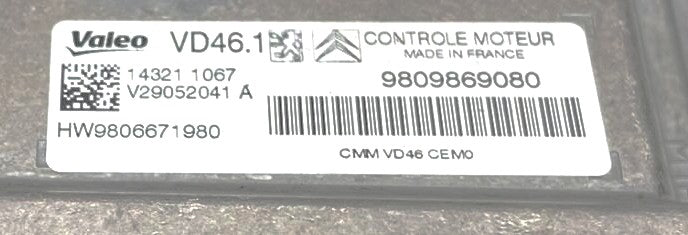 Valeo VD46.1 CONTROLE MOTEUR
MADE IN FRANCE
14321 1067
V29052041 A
9809869080
HW9806671980
CMM VD46 CEM0